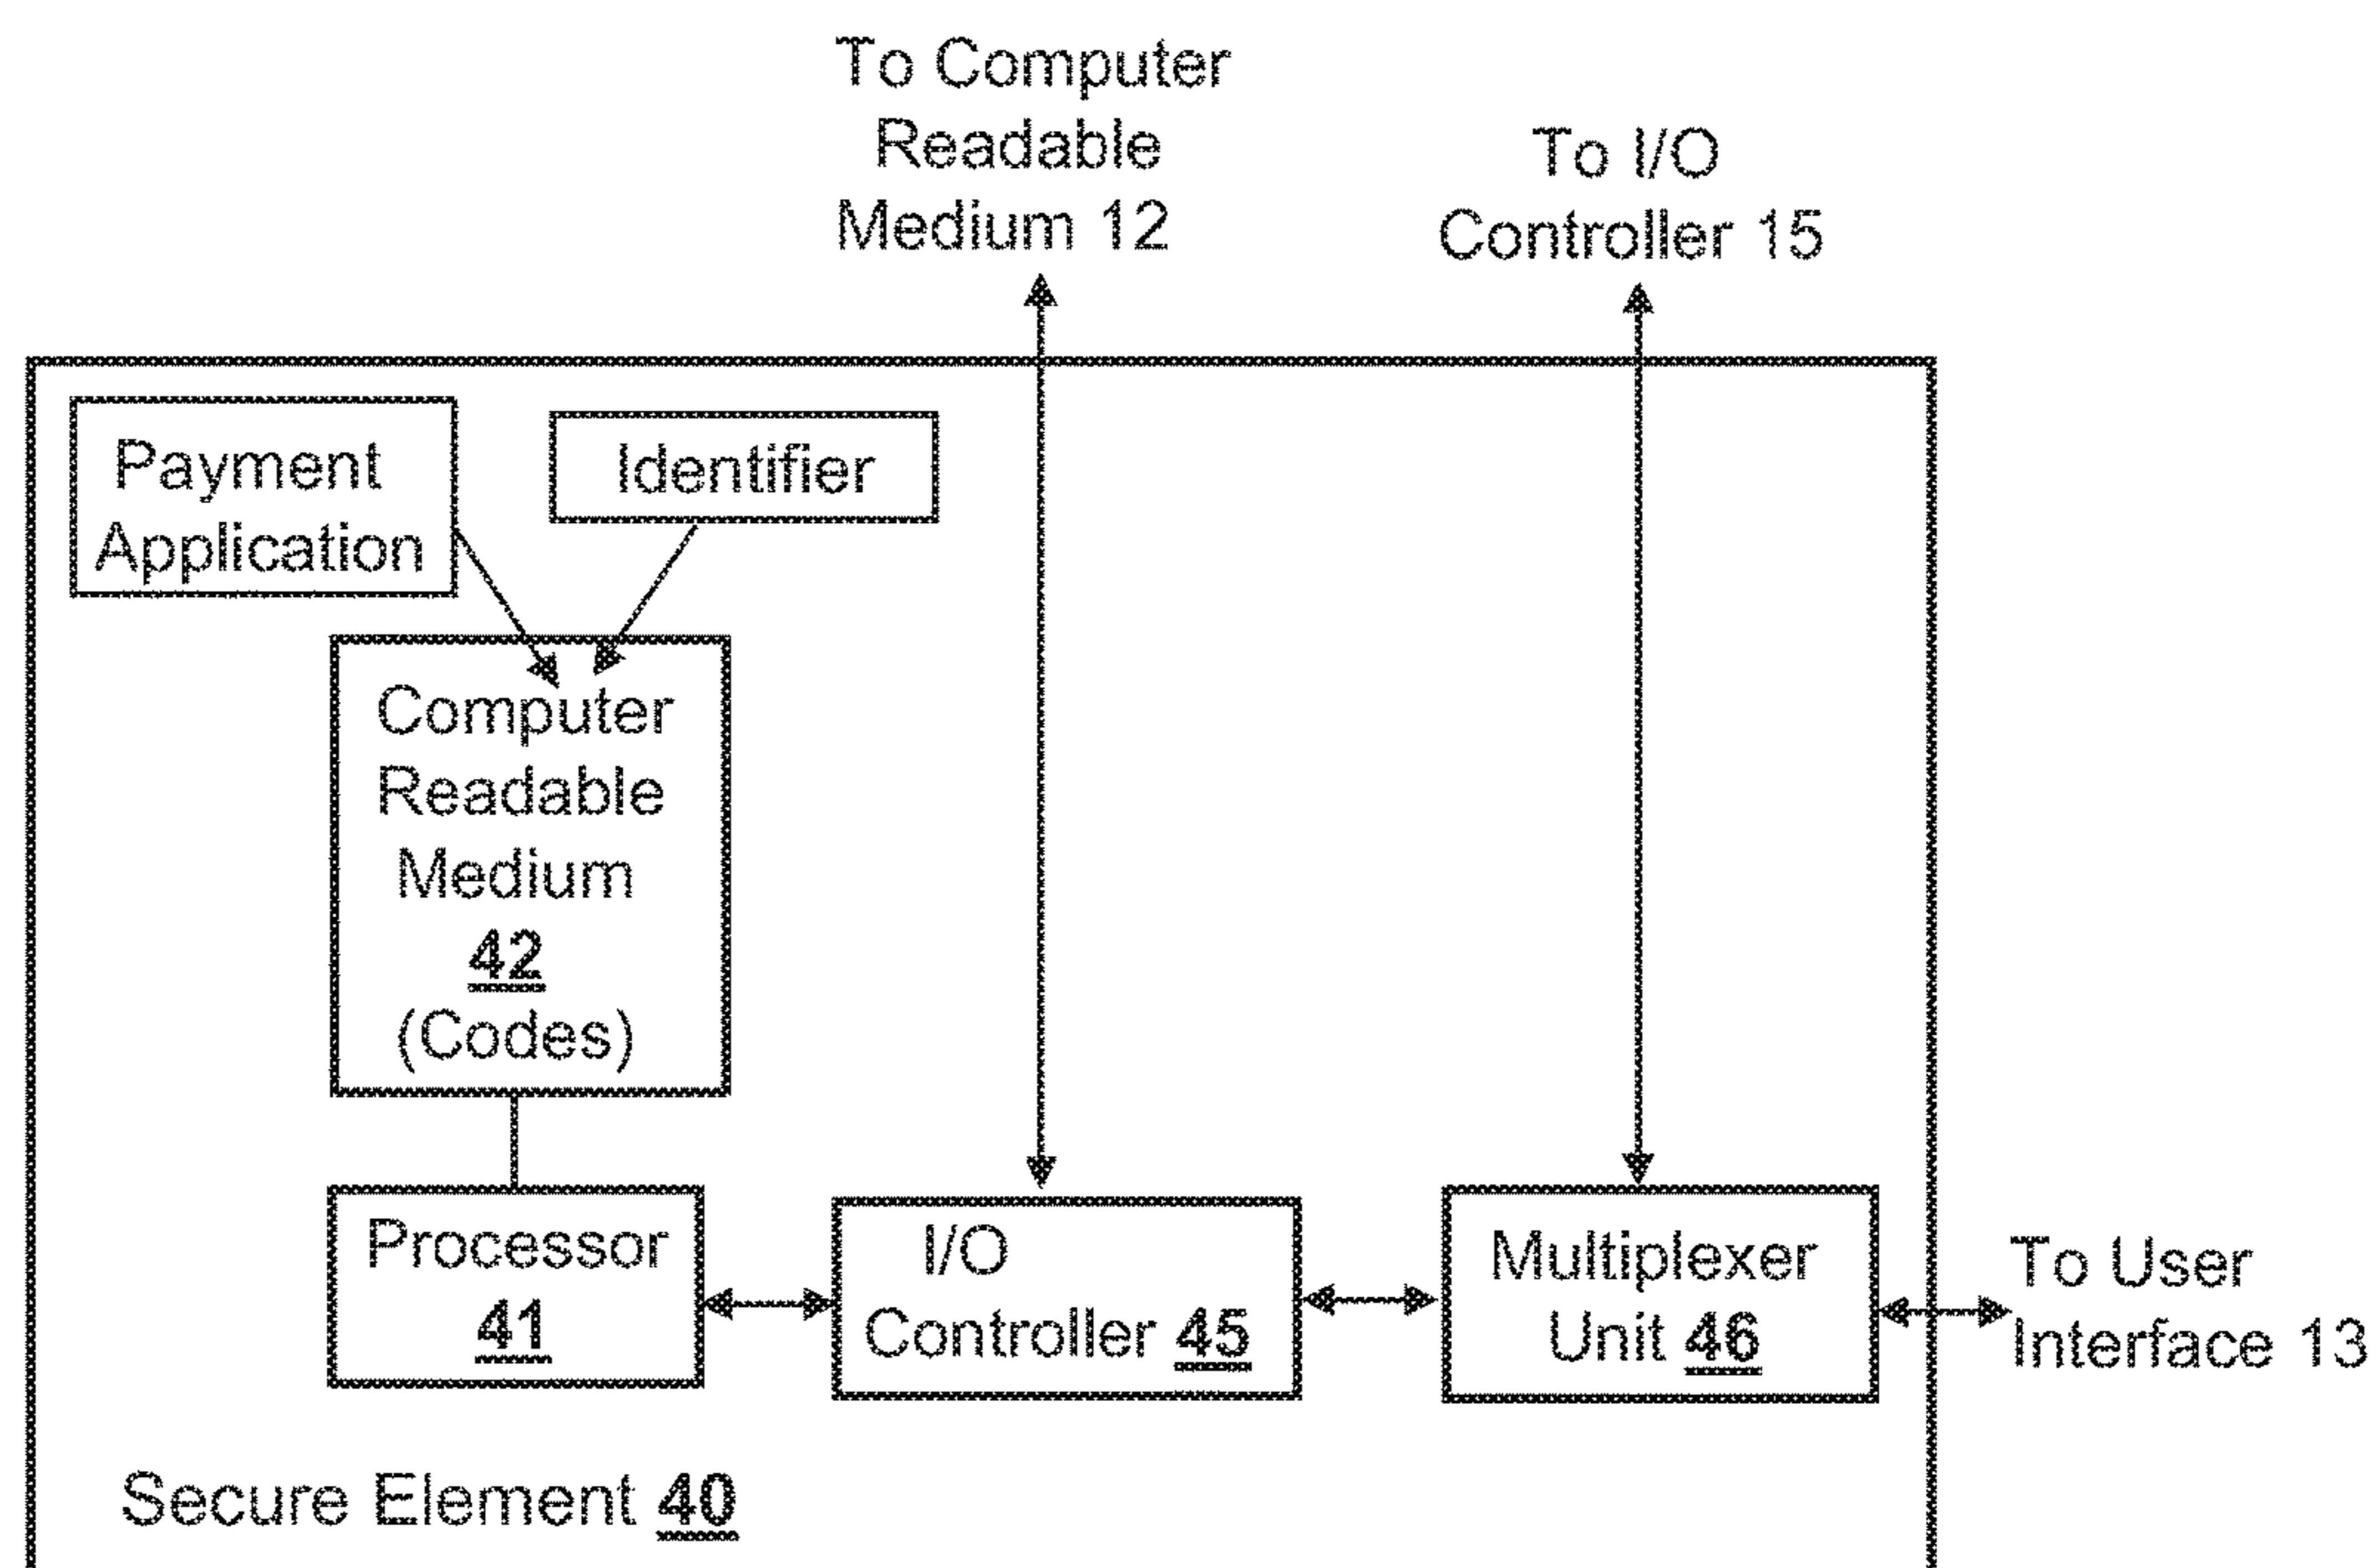 To Computer
Readable
Medium 12
To I/O
Controller 15
Payment
Application
Identifier
Computer
Readable
Medium
42
(Codes)
Processor
41
I/O
Controller 45
Multiplexer
Unit 46
To User
Interface 13
Secure Element 40